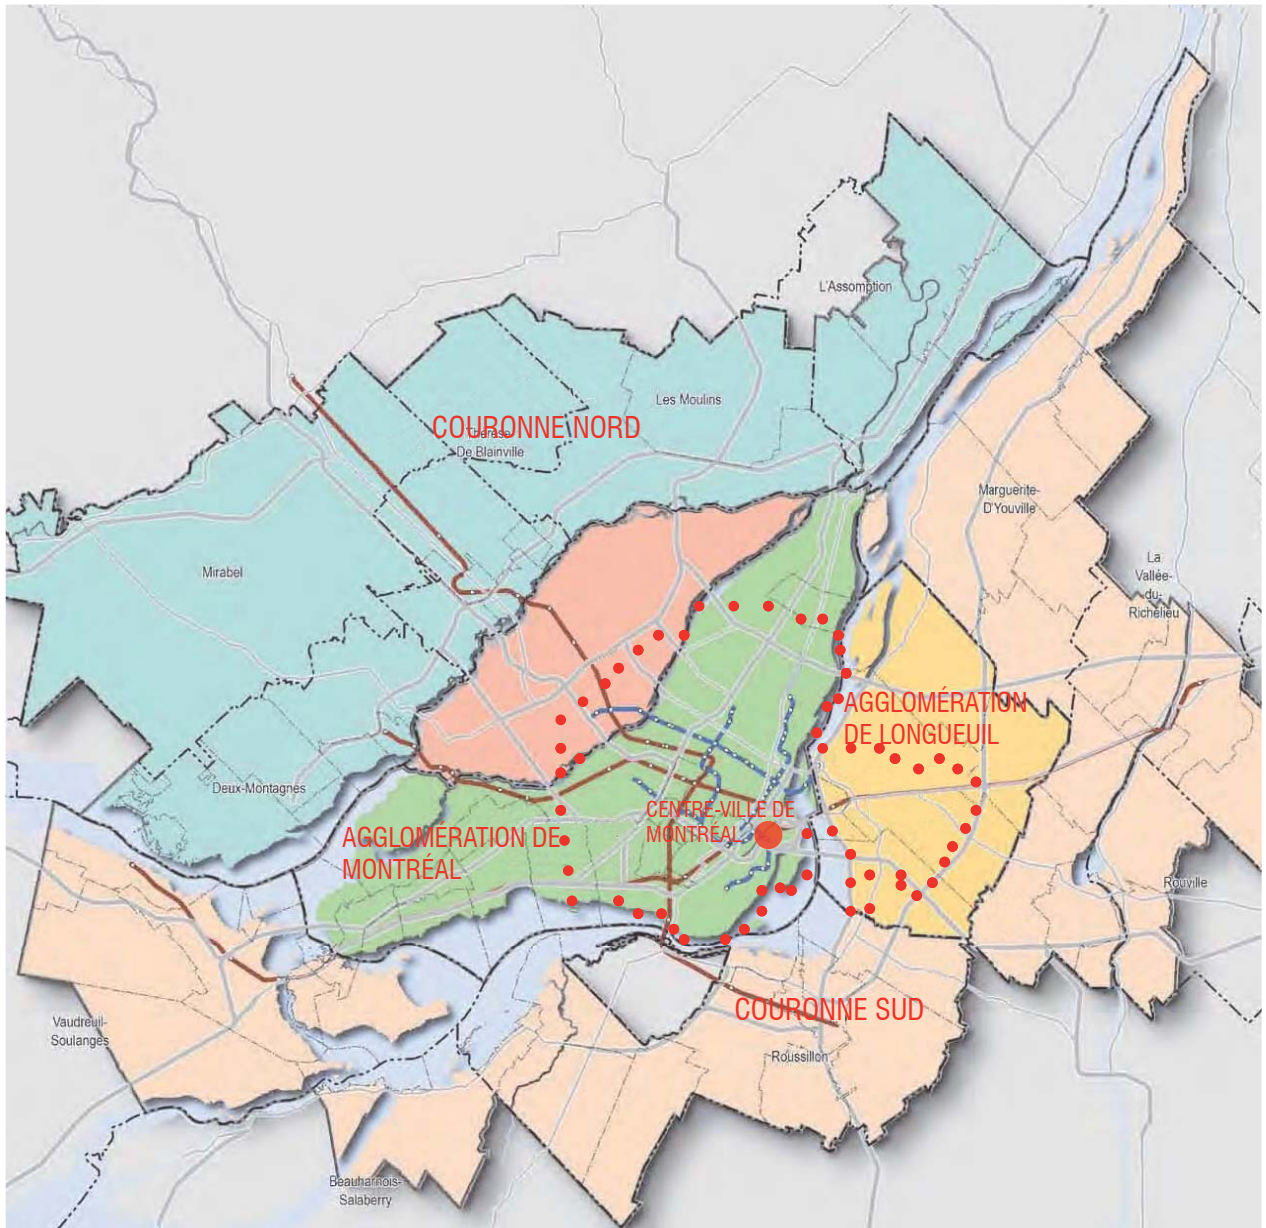 L'Assomption
Les Moulins
COURONNE NORD
Thérèse-
De Blainville
Marguerite-
D'Youville
Mirabel
La
Vallée-
du-
Richelieu
AGGLOMÉRATION
DE LONGUEUIL
Deux-Montagnes
CENTRE-VILLE DE
MONTRÉAL
AGGLOMÉRATION DE
MONTRÉAL
Rouville
COURONNE SUD
Vaudreuil-
Soulanges
Roussillon
Beauharnois-
Salaberry